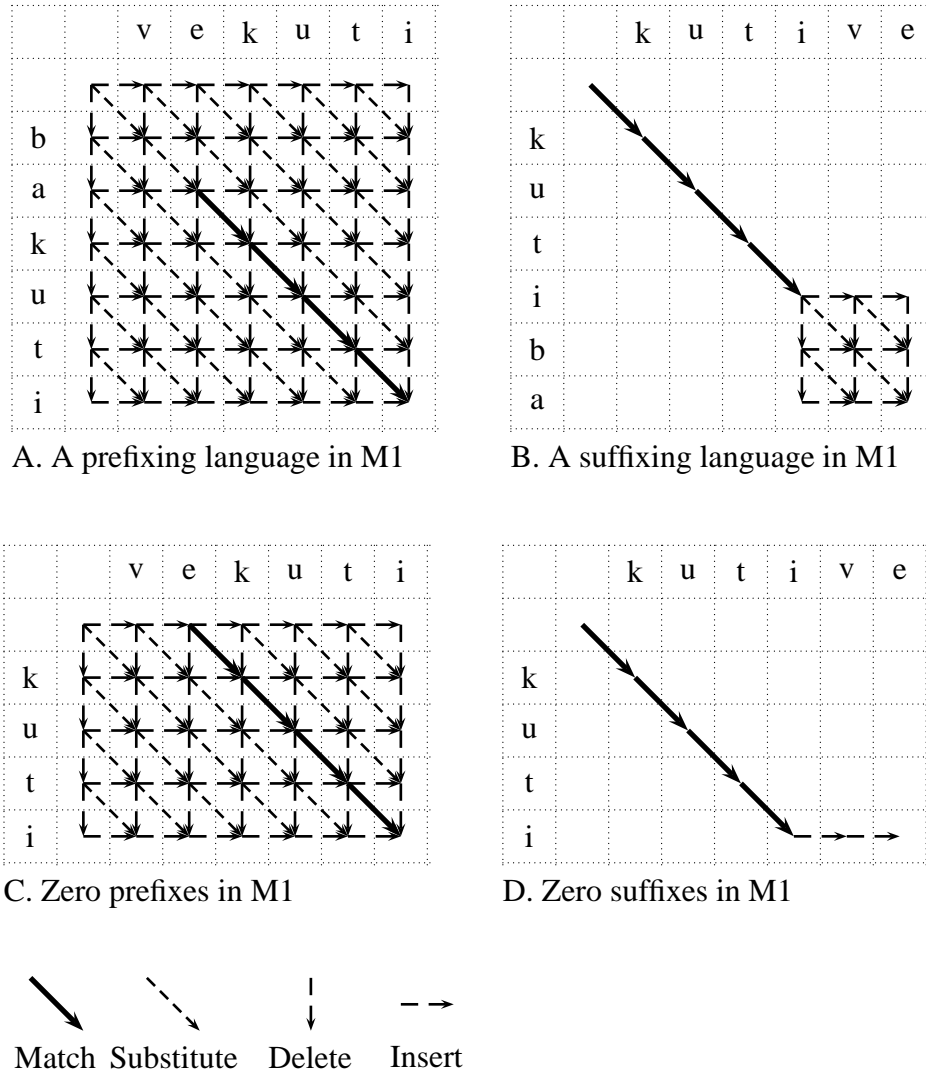 v e k u t i
b
a
k
u
t
i
A. A prefixing language in M1
k u t i v e
k
u
t
i
b
a
B. A suffixing language in M1
v e k u t i
k
u
t
i
C. Zero prefixes in M1
k u t i v e
k
u
t
i
D. Zero suffixes in M1
Match Substitute Delete Insert